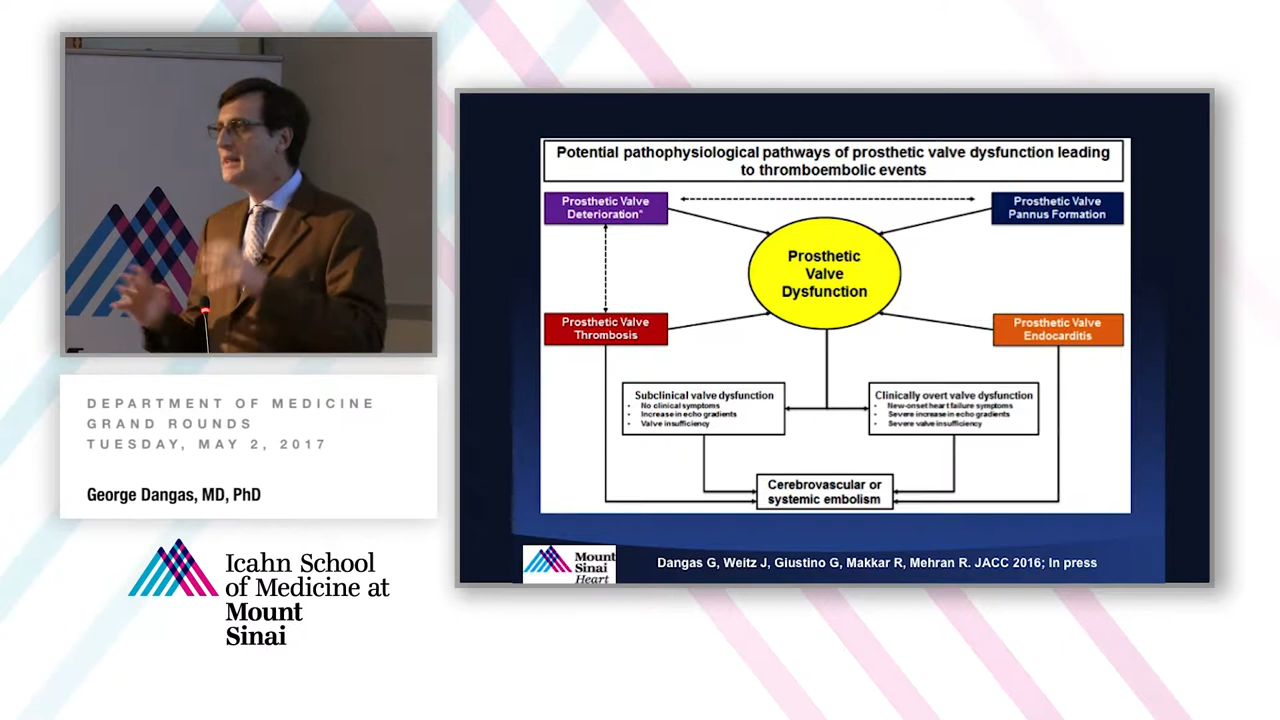 DEPARTMENT OF MEDICINE
GRAND ROUNDS
TUESDAY, MAY 2, 2017
George Dangas, MD, PhD
Icahn School
of Medicine at
Mount
Sinai
Potential pathophysiological pathways of prosthetic valve dysfunction leading
to thromboembolic events
Prosthetic Valve
Deterioration*
Prosthetic Valve
Pannus Formation
Prosthetic
Valve
Dysfunction
Prosthetic Valve
Thrombosis
Prosthetic Valve
Endocarditis
Subclinical valve dysfunction
• No clinical symptoms
• Increase in echo gradients
• Valve insufficiency
Clinically overt valve dysfunction
• New-onset heart failure symptoms
• Severe increase in echo gradients
• Severe valve insufficiency
Cerebrovascular or
systemic embolism
Mount
Sinai
Heart
Dangas G, Weitz J, Giustino G, Makkar R, Mehran R. JACC 2016; In press